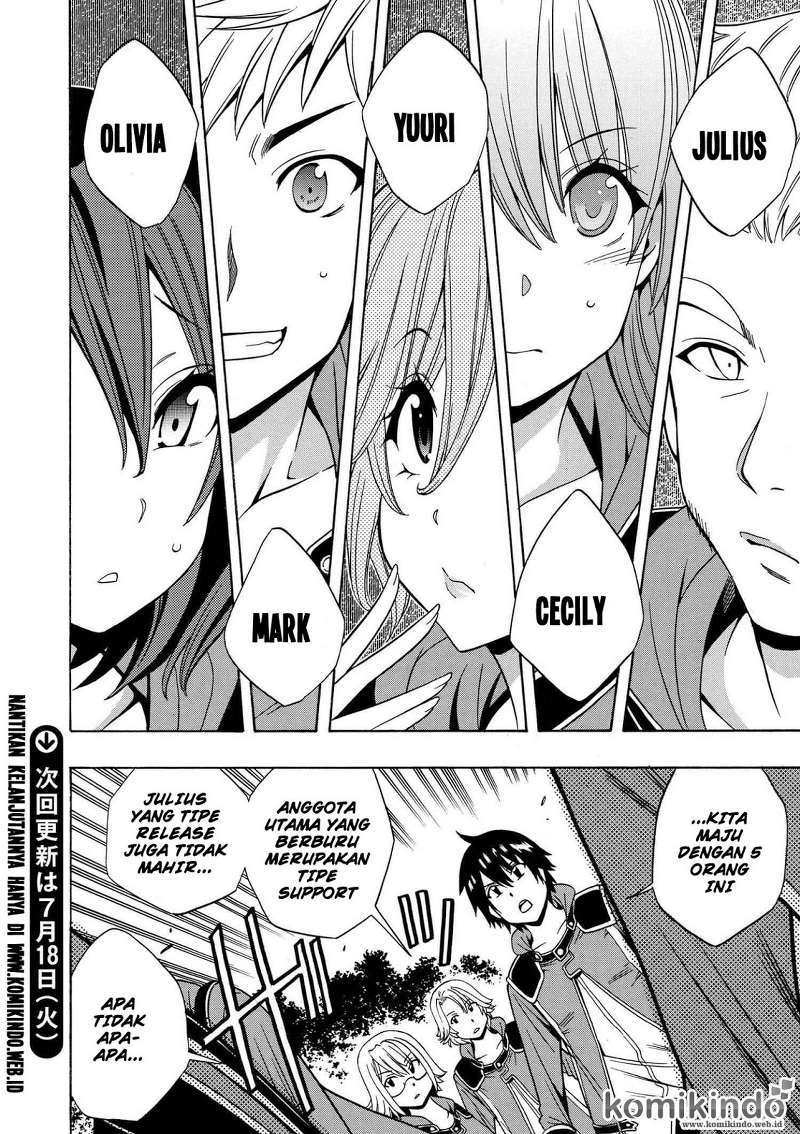 JULIUS
YUURI
OLIVIA
CECILY
MARK
...KITA
MAJU
DENGAN 5
ORANG
INI
ANGGOTA
UTAMA YANG
BERBURU
MERUPAKAN
TIPE
SUPPORT
JULIUS
YANG TIPE
RELEASE
JUGA TIDAK
MAHIR...
APA
TIDAK
APA-
APA...
次回更新は7月18日(火)
NANTIKAN KELANJUTANNYA HANYA DI WWW.KOMIKINDO.WEB.ID
komikindo
www.komikindo.web.id